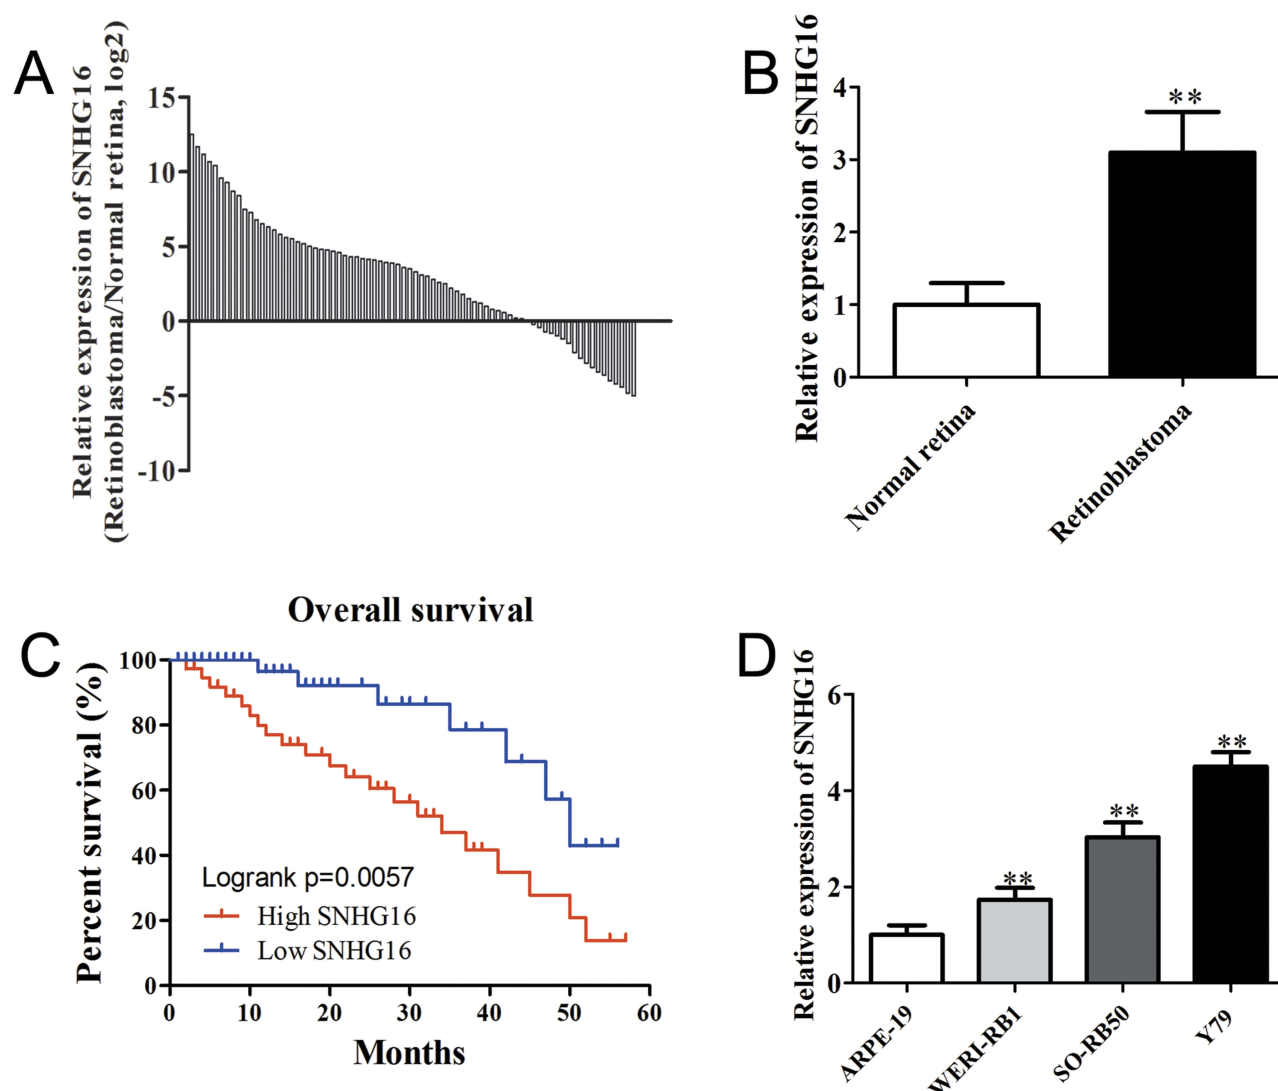 A
Relative expression of SNHG16
(Retinoblastoma/Normal retina, log2)
15
10
5
0
-5
-10
B
Relative expression of SNHG16
4
3
2
1
0
**
Normal retina
Retinoblastoma
C
Overall survival
Percent survival (%)
100
80
60
40
20
0
Logrank p=0.0057
High SNHG16
Low SNHG16
0 10 20 30 40 50 60
Months
D
Relative expression of SNHG16
6
4
2
0
**
**
**
ARPE-19
WERI-RB1
SO-RB50
Y79